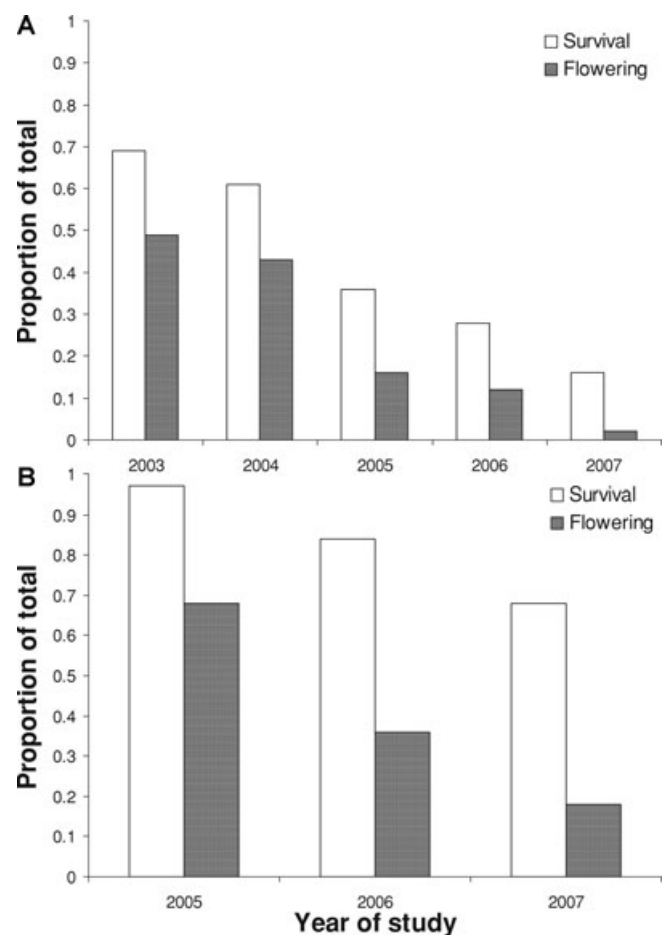 A
Survival
Flowering
Proportion of total
1
0.9
0.8
0.7
0.6
0.5
0.4
0.3
0.2
0.1
0
2003 2004 2005 2006 2007
B
Survival
Flowering
Proportion of total
1
0.9
0.8
0.7
0.6
0.5
0.4
0.3
0.2
0.1
0
2005 2006 2007
Year of study